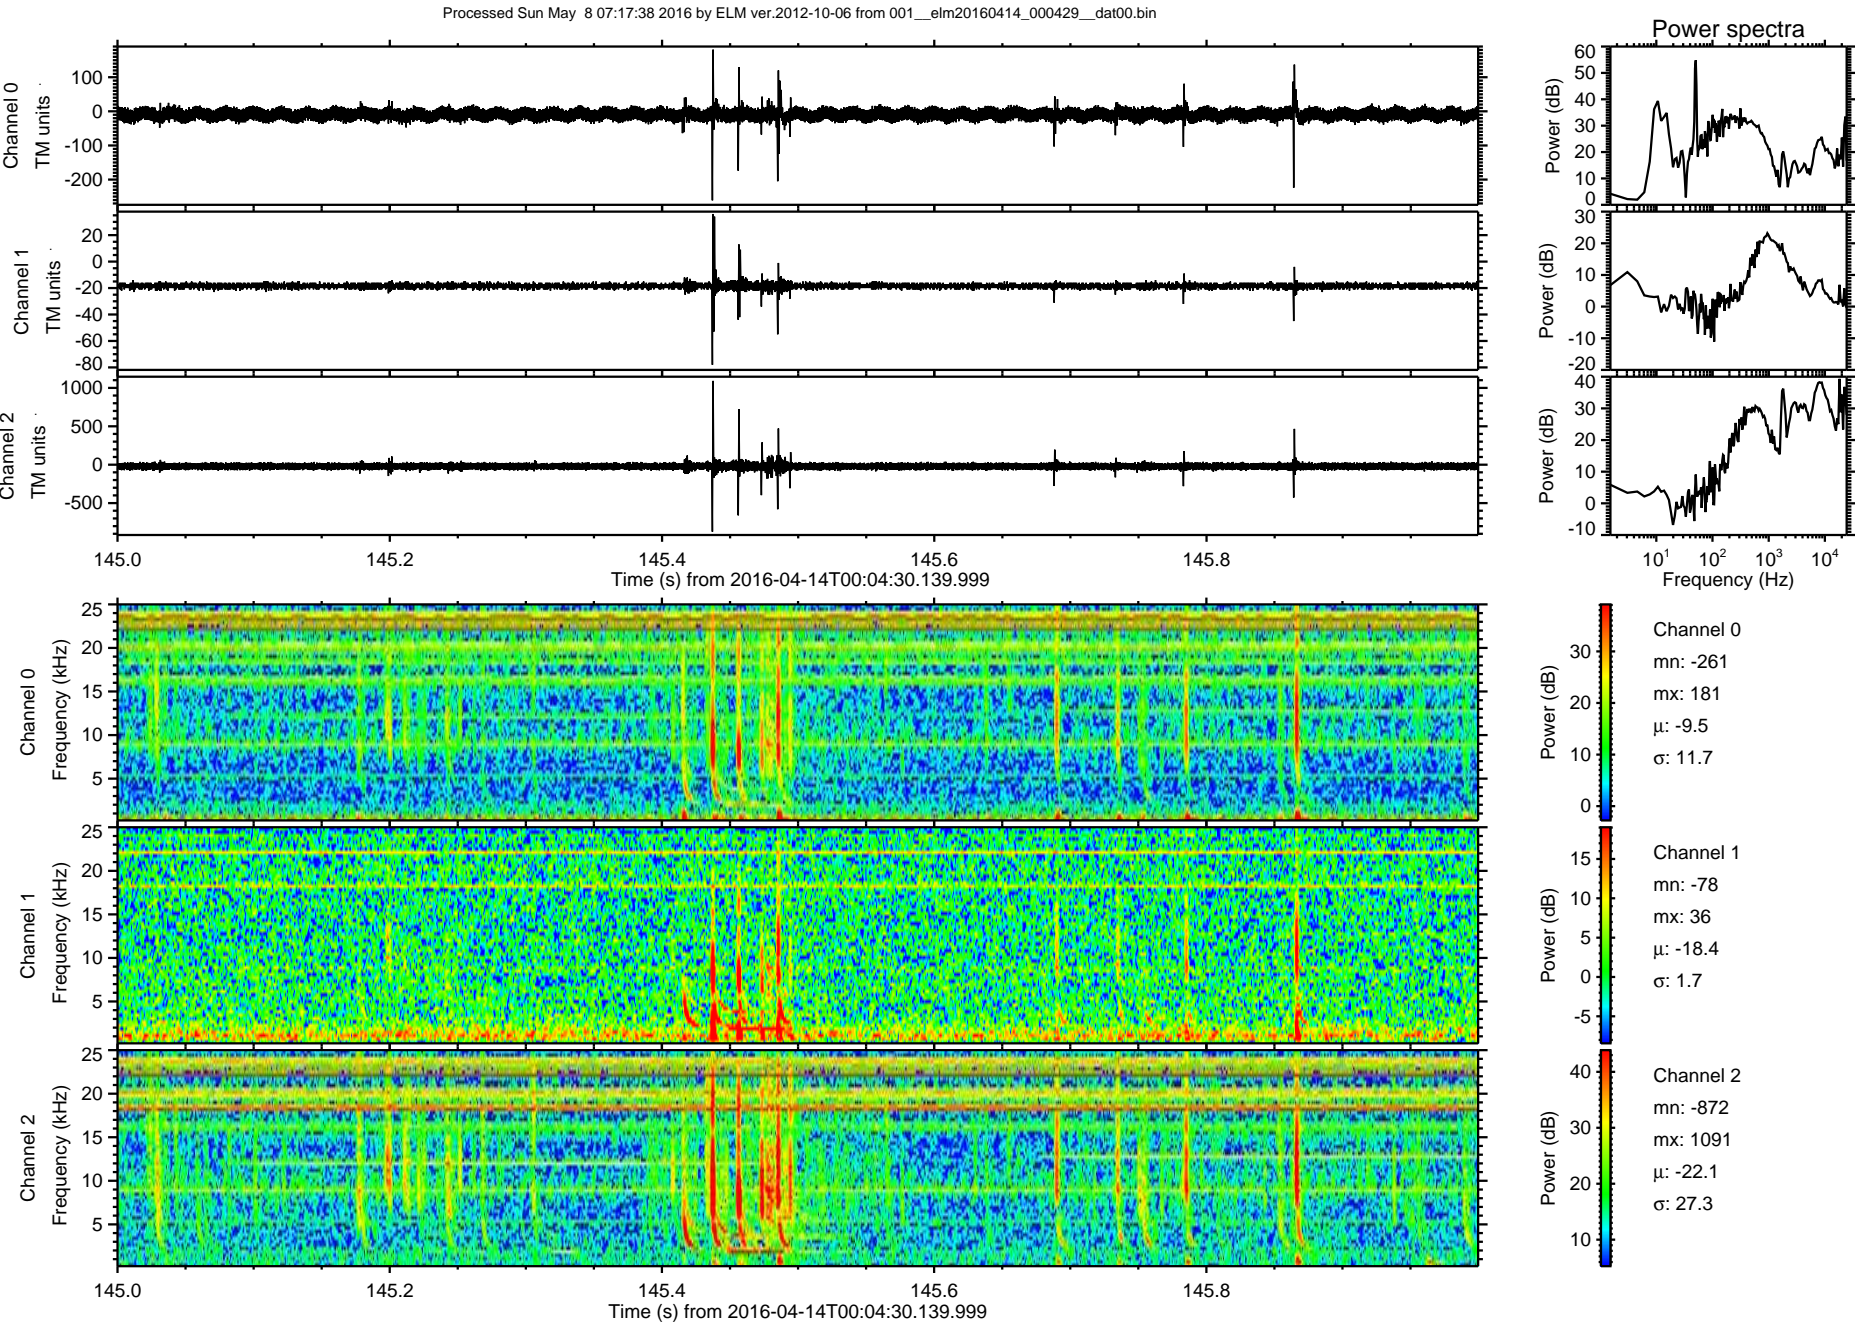 Processed Sun May  8 07:17:38 2016 by ELM ver.2012-10-06 from 001__elm20160414_000429__dat00.bin
Power spectra
Channel 0
TM units
100
0
-100
-200
Power (dB)
60
50
40
30
20
10
0
Channel 1
TM units
20
0
-20
-40
-60
-80
Power (dB)
30
20
10
0
-10
-20
Channel 2
TM units
1000
500
0
-500
Power (dB)
40
30
20
10
0
-10
145.0 145.2 145.4 145.6 145.8
Time (s) from 2016-04-14T00:04:30.139.999
10^1 10^2 10^3 10^4
Frequency (Hz)
Channel 0
Frequency (kHz)
25
20
15
10
5
Power (dB)
30
20
10
0
Channel 0
mn: -261
mx: 181
μ: -9.5
σ: 11.7
Channel 1
Frequency (kHz)
25
20
15
10
5
Power (dB)
15
10
5
0
-5
Channel 1
mn: -78
mx: 36
μ: -18.4
σ: 1.7
Channel 2
Frequency (kHz)
25
20
15
10
5
Power (dB)
40
30
20
10
Channel 2
mn: -872
mx: 1091
μ: -22.1
σ: 27.3
145.0 145.2 145.4 145.6 145.8
Time (s) from 2016-04-14T00:04:30.139.999